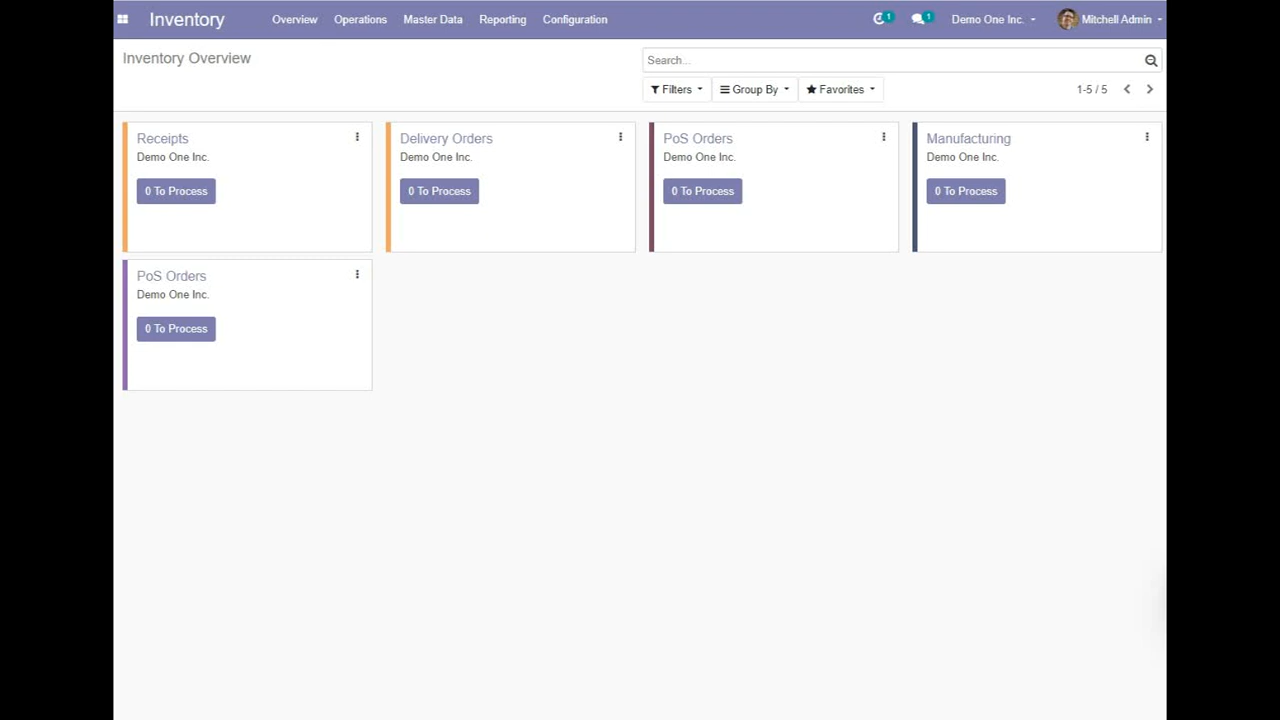 Inventory Overview Operations Master Data Reporting Configuration 1 1 Demo One Inc. Mitchell Admin
Inventory Overview
Search...
Filters Group By Favorites 1-5 / 5
Receipts
Demo One Inc.
0 To Process
Delivery Orders
Demo One Inc.
0 To Process
PoS Orders
Demo One Inc.
0 To Process
Manufacturing
Demo One Inc.
0 To Process
PoS Orders
Demo One Inc.
0 To Process